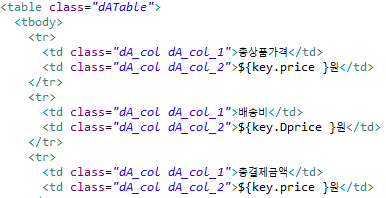 <table class="dATable">
<tbody>
<tr>
<td class="dA_col dA_col_1">총상품가격</td>
<td class="dA_col dA_col_2">${key.price }원</td>
</tr>
<tr>
<td class="dA_col dA_col_1">배송비</td>
<td class="dA_col dA_col_2">${key.Dprice }원</td>
</tr>
<tr>
<td class="dA_col dA_col_1">총결제금액</td>
<td class="dA_col dA_col_2">${key.price }원</td>